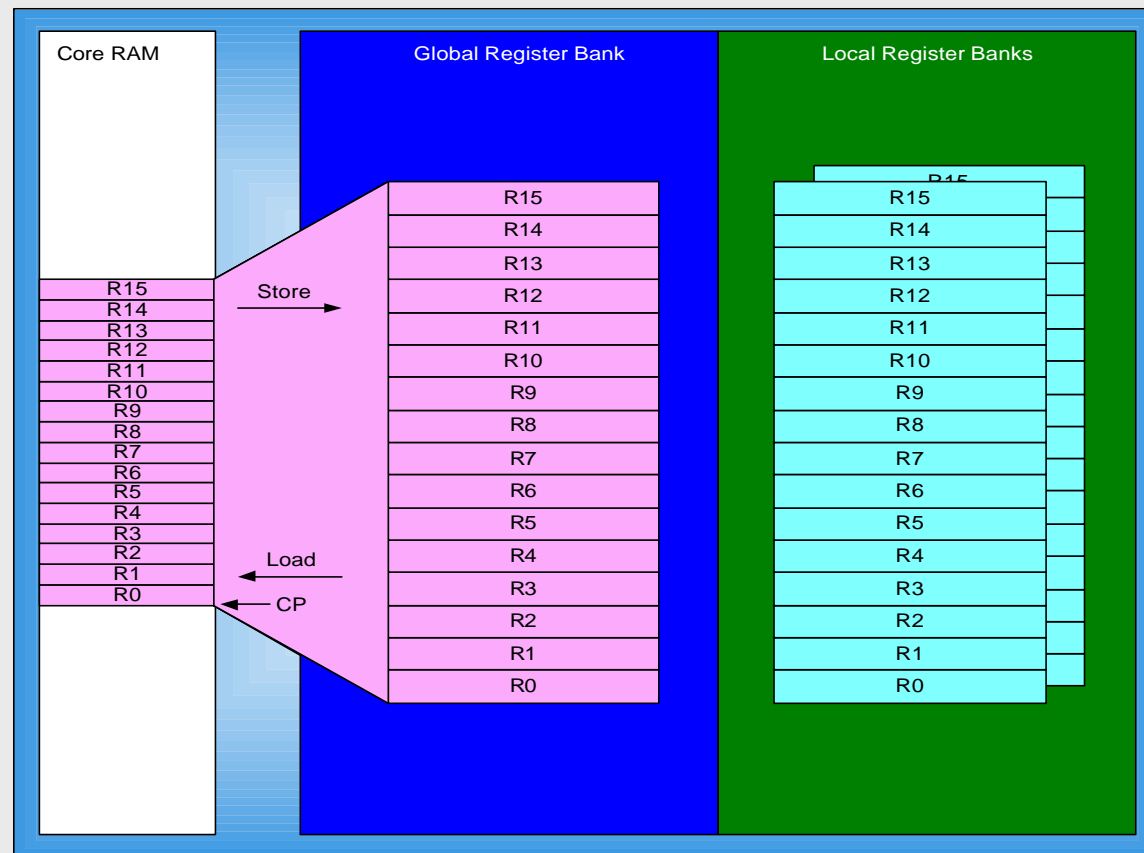 Core RAM
Global Register Bank
Local Register Banks
R15
R14
R13
R12
R11
R10
R9
R8
R7
R6
R5
R4
R3
R2
R1
R0
Store
Load
CP
R15
R14
R13
R12
R11
R10
R9
R8
R7
R6
R5
R4
R3
R2
R1
R0
R15
R15
R14
R13
R12
R11
R10
R9
R8
R7
R6
R5
R4
R3
R2
R1
R0